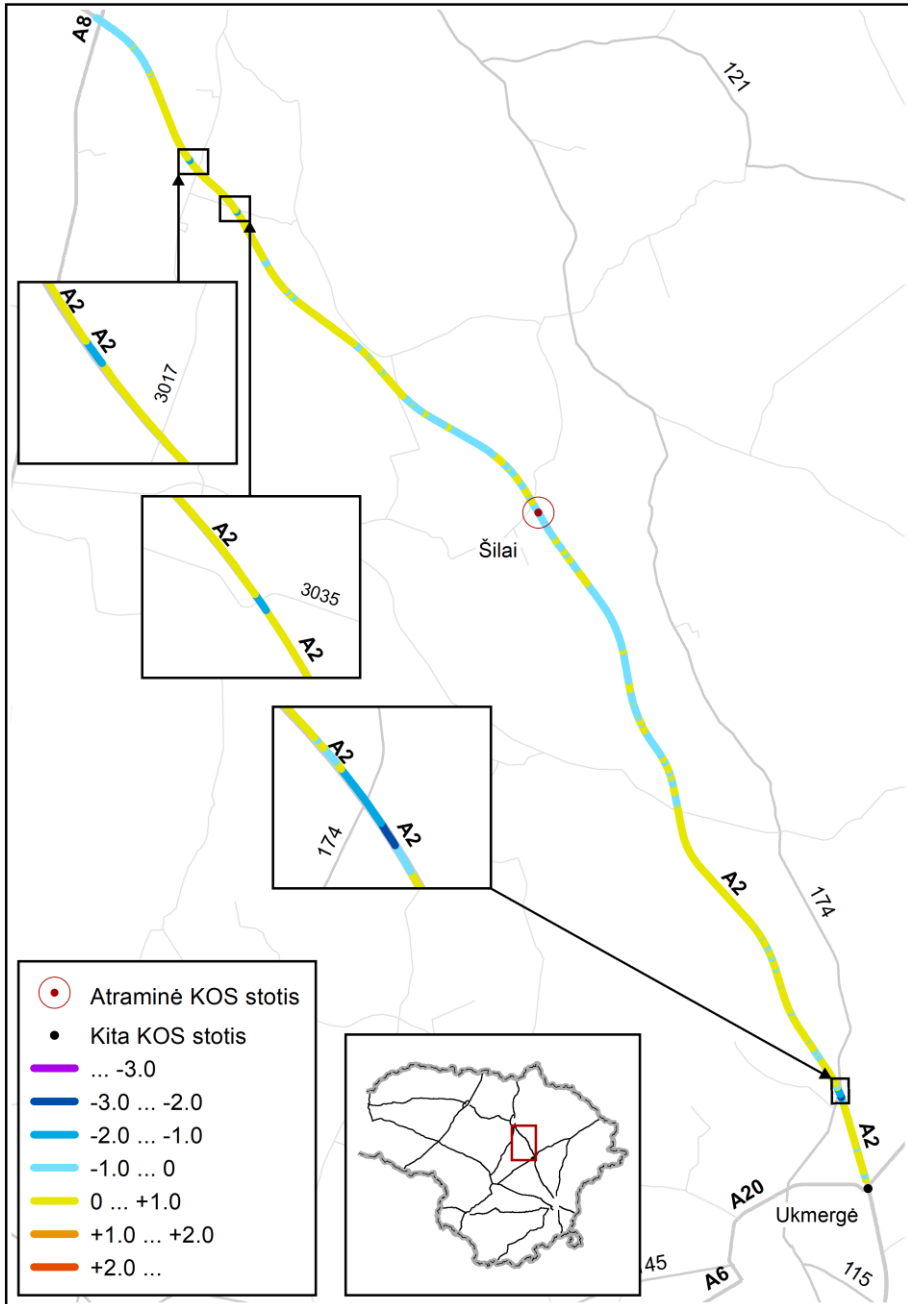 A8
121
A2
A2
3017
A2
3035
A2
Šilai
A2
174
A2
A2
174
A2
A20
Ukmergė
A6
145
115
Atraminė KOS stotis
Kita KOS stotis
... -3.0
-3.0 ... -2.0
-2.0 ... -1.0
-1.0 ... 0
0 ... +1.0
+1.0 ... +2.0
+2.0 ...